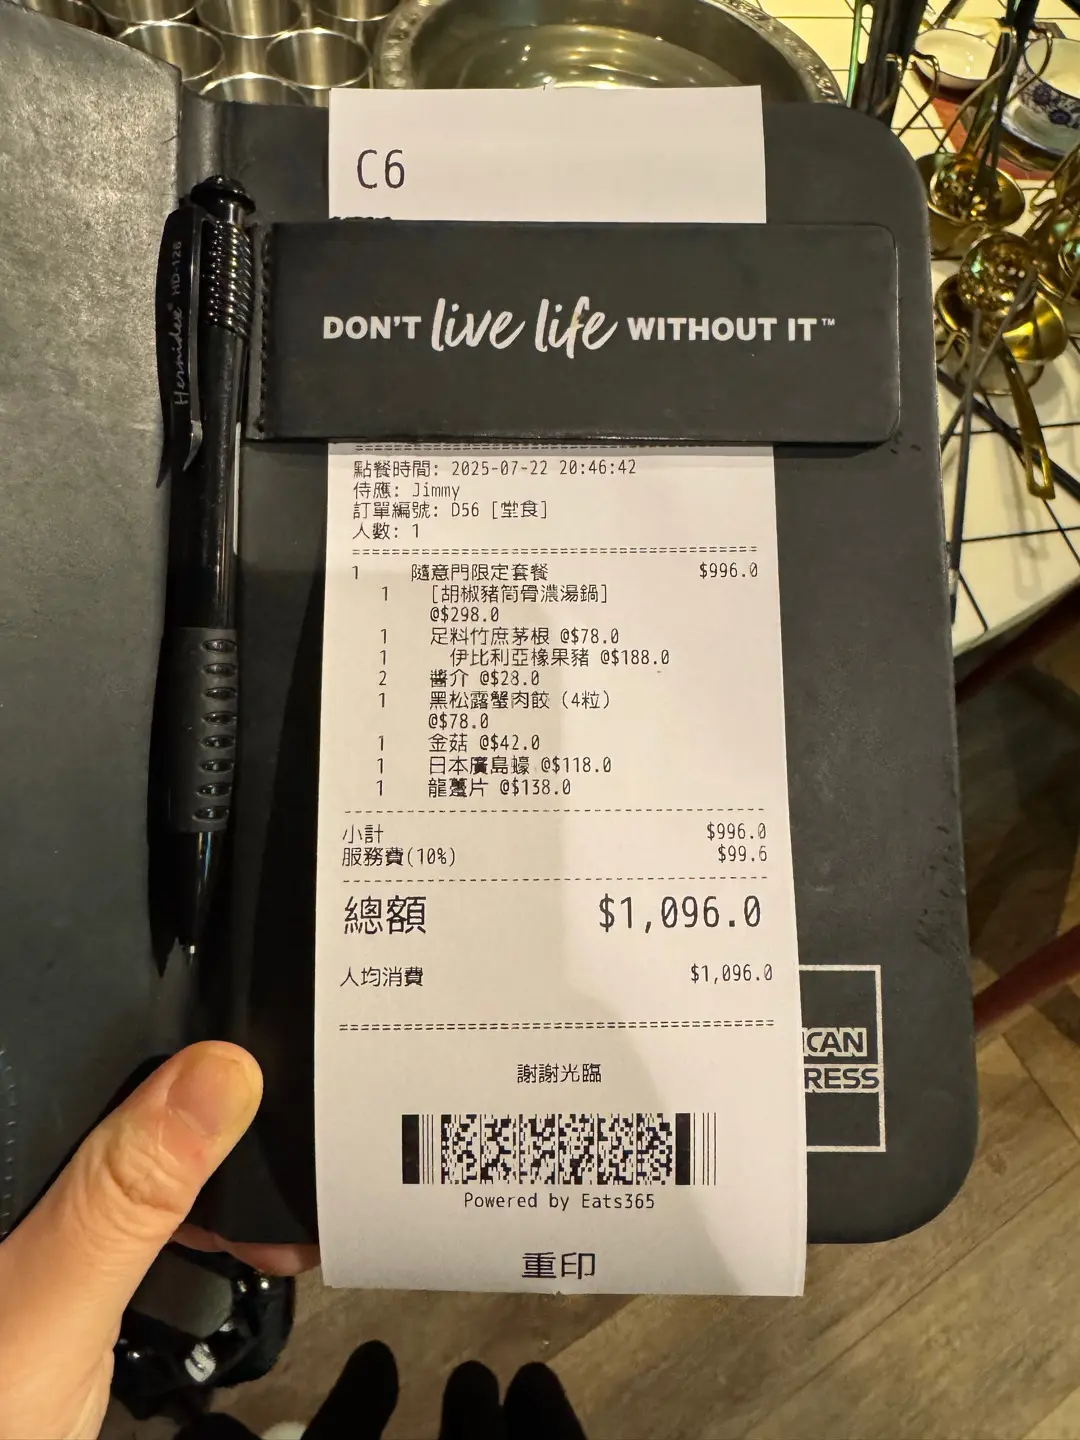 C6
Hernidee® HD-126
DON'T live life WITHOUT IT™
點餐時間: 2025-07-22 20:46:42
侍應: Jimmy
訂單編號: D56 [堂食]
人數: 1
1 隨意門限定套餐 $996.0
1 [胡椒豬筒骨濃湯鍋]
@$298.0
1 足料竹庶茅根 @$78.0
1 伊比利亞橡果豬 @$188.0
2 醬介 @$28.0
1 黑松露蟹肉餃（4粒）
@$78.0
1 金菇 @$42.0
1 日本廣島蠔 @$118.0
1 龍躉片 @$138.0
小計 $996.0
服務費(10%) $99.6
總額 $1,096.0
人均消費 $1,096.0
謝謝光臨
ICAN
RESS
Powered by Eats365
重印